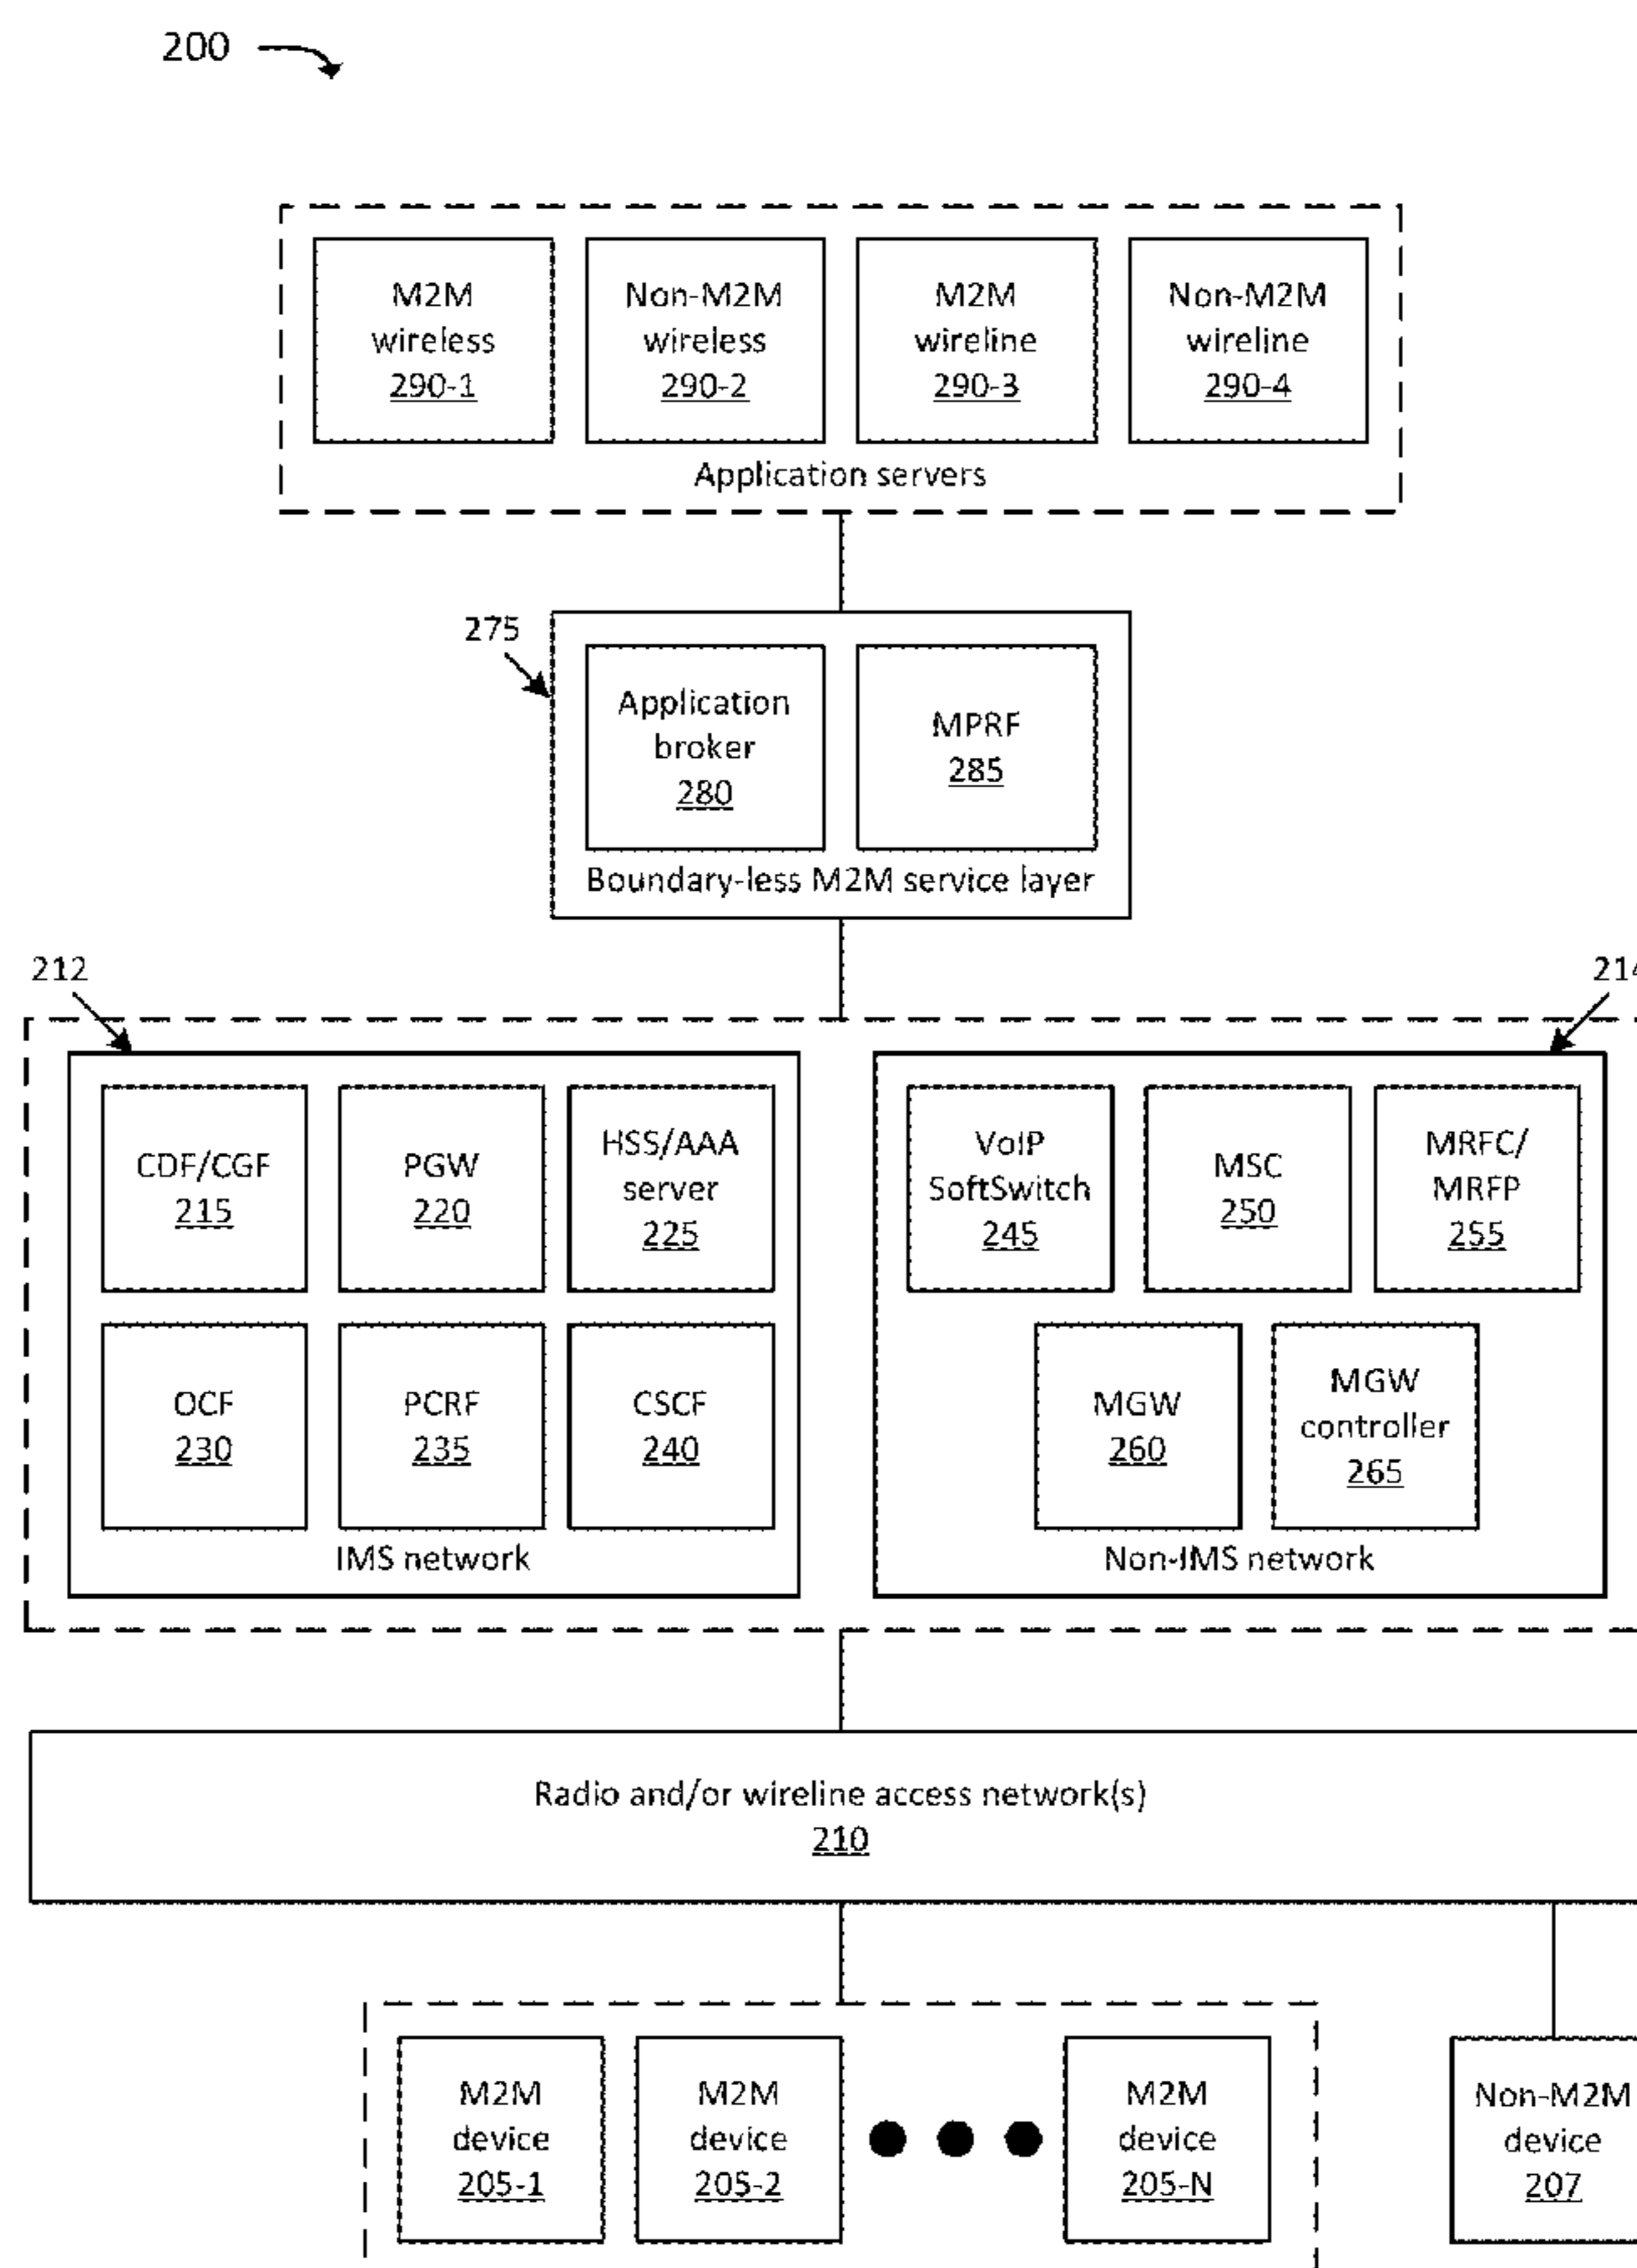 200
M2M
wireless
290-1
Non-M2M
wireless
290-2
M2M
wireline
290-3
Non-M2M
wireline
290-4
Application servers
275
Application
broker
280
MPRF
285
Boundary-less M2M service layer
212
214
CDF/CGF
215
PGW
220
HSS/AAA
server
225
OCF
230
PCRF
235
CSCF
240
IMS network
VoIP
SoftSwitch
245
MSC
250
MRFC/
MRFP
255
MGW
260
MGW
controller
265
Non-IMS network
Radio and/or wireline access network(s)
210
M2M
device
205-1
M2M
device
205-2
M2M
device
205-N
Non-M2M
device
207